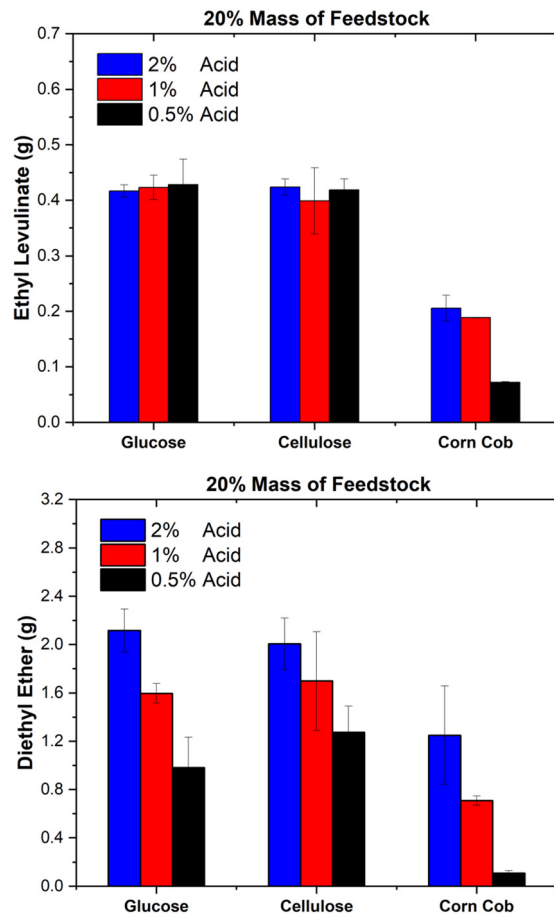 20% Mass of Feedstock
0.7
0.6
0.5
0.4
0.3
0.2
0.1
0.0
Ethyl Levulinate (g)
2% Acid
1% Acid
0.5% Acid
Glucose Cellulose Corn Cob
20% Mass of Feedstock
3.2
2.8
2.4
2.0
1.6
1.2
0.8
0.4
0.0
Diethyl Ether (g)
2% Acid
1% Acid
0.5% Acid
Glucose Cellulose Corn Cob